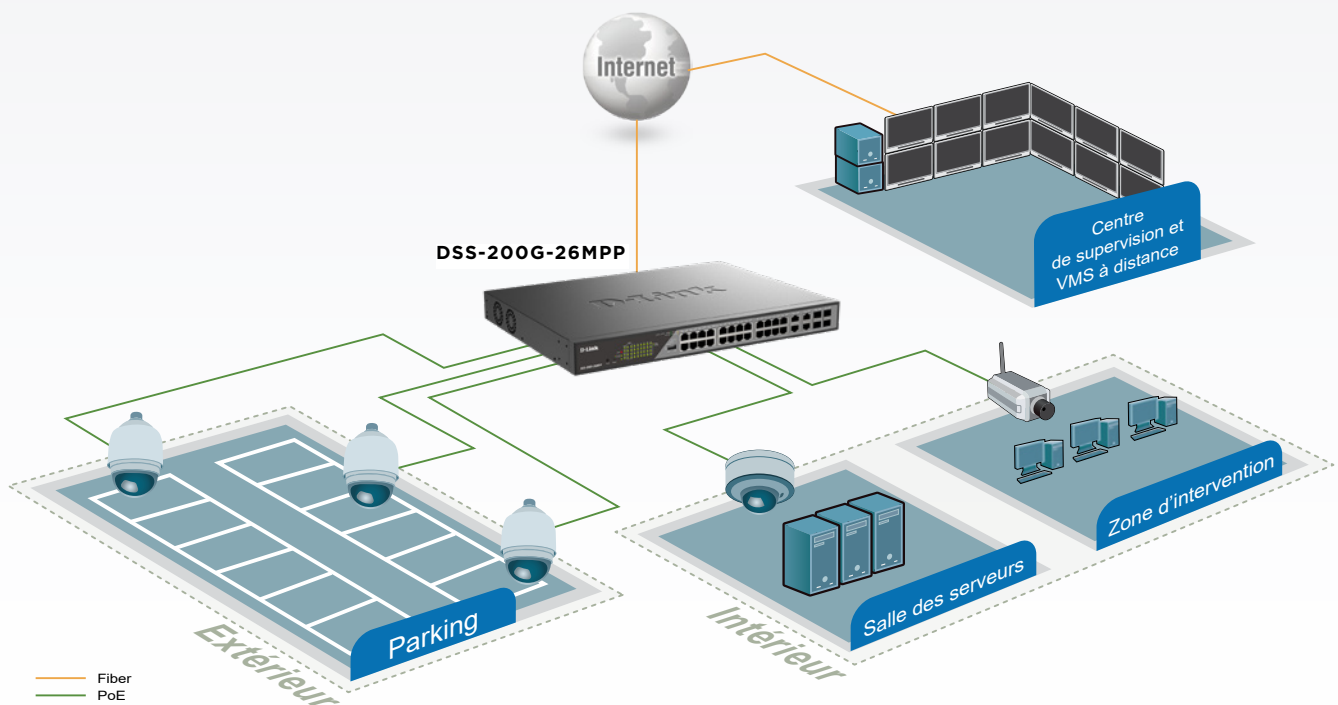 Internet
Centre
de supervision et
VMS à distance
DSS-200G-26MPP
D-Link
D-Link
Zone d'intervention
Salle des serveurs
Parking
Extérieur
Intérieur
Fiber
PoE